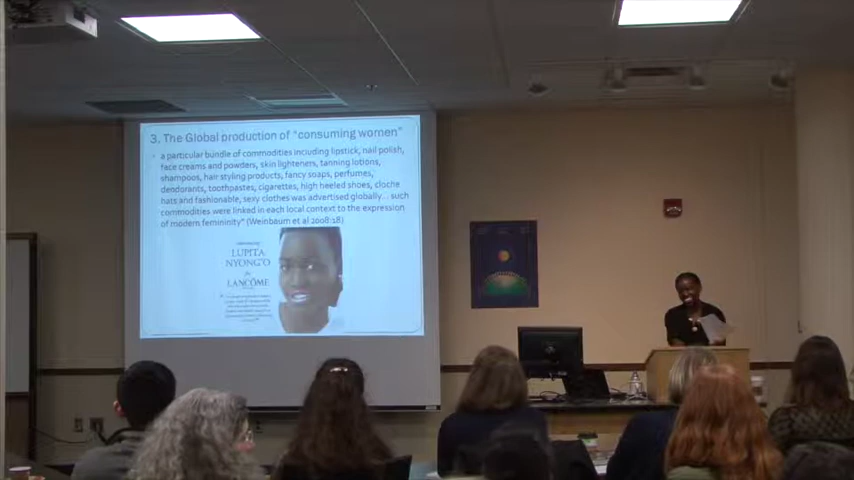 3. The Global production of "consuming women"
• a particular bundle of commodities including lipstick, nail polish,
face creams and powders, skin lighteners, tanning lotions,
shampoos, hair styling products, fancy soaps, perfumes,
deodorants, toothpastes, cigarettes, high heeled shoes, cloche
hats and fashionable, sexy clothes was advertised globally... such
commodities were linked in each local context to the expression
of modern femininity" (Weinbaum et al 2008:18)
LUPITA
NYONG'O
for
LANCÔME